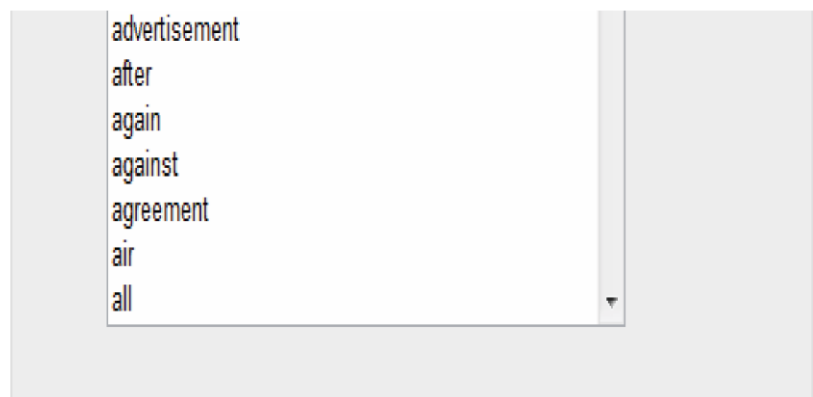 advertisement
after
again
against
agreement
air
all